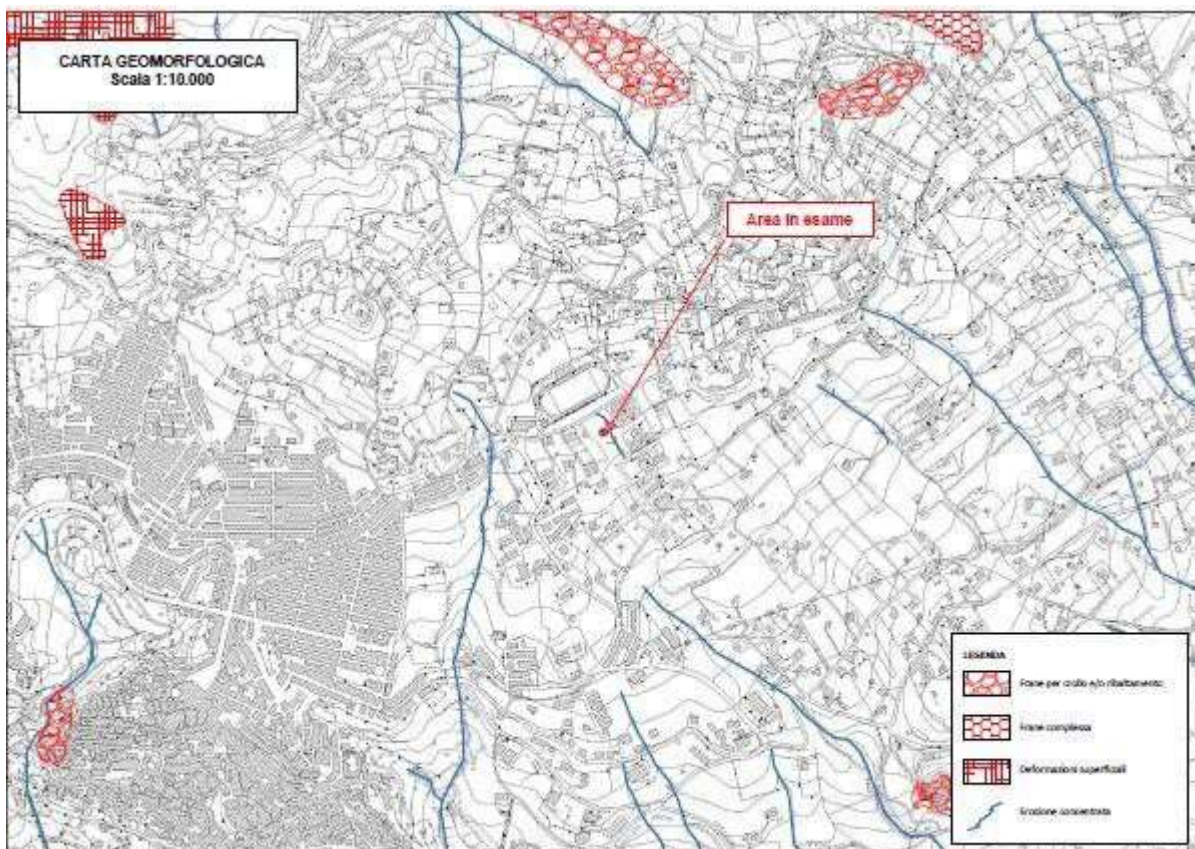 CARTA GEOMORFOLOGICA
Scala 1:10.000
Area in esame
LEGENDA
Frane per crollo e/o ribaltamento
Frane complessa
Deformazioni superficiali
Erosione concentrata